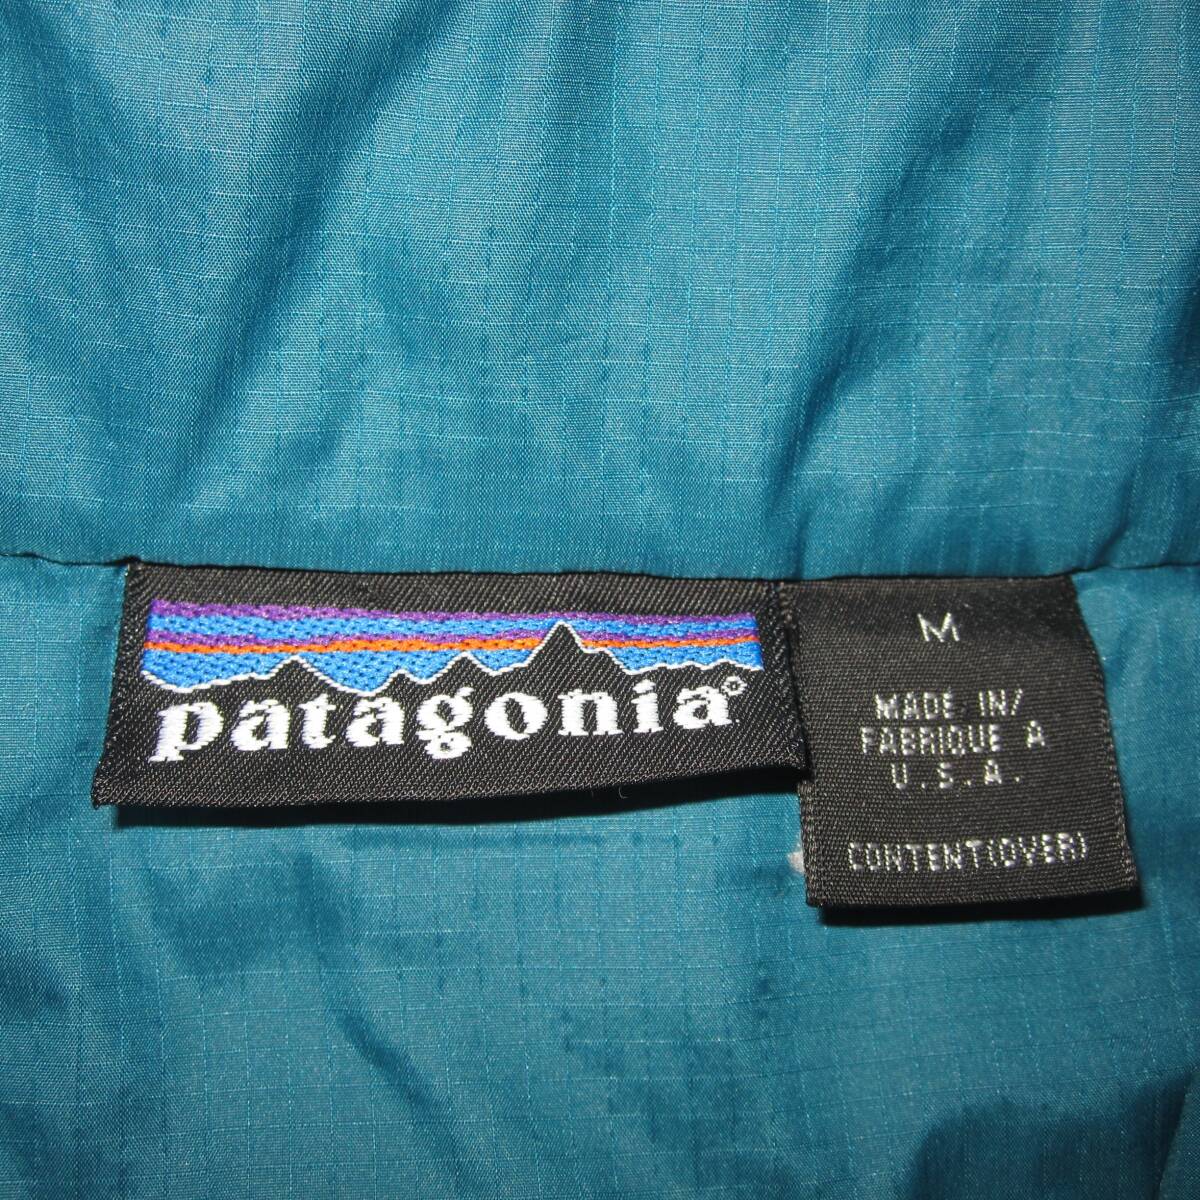 patagonia®
M
MADE IN/
FABRIQUE A
U.S.A.
CONTENT(OVER)